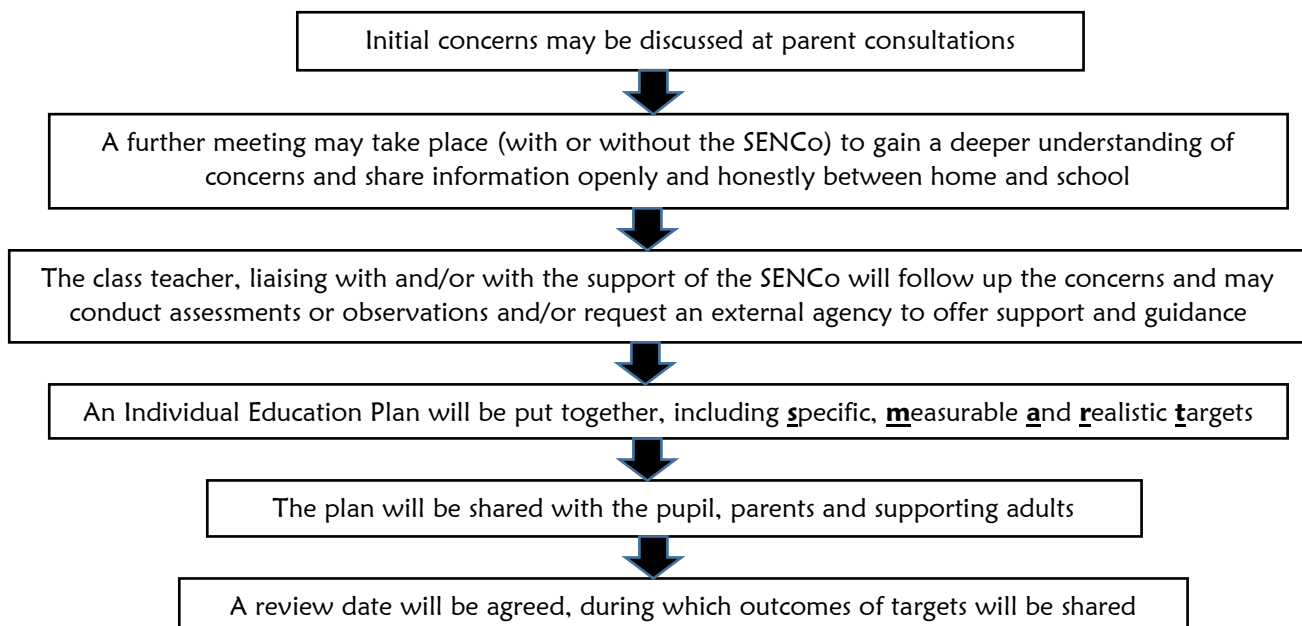 Initial concerns may be discussed at parent consultations
A further meeting may take place (with or without the SENCo) to gain a deeper understanding of
concerns and share information openly and honestly between home and school
The class teacher, liaising with and/or with the support of the SENCo will follow up the concerns and may
conduct assessments or observations and/or request an external agency to offer support and guidance
An Individual Education Plan will be put together, including specific, measurable and realistic targets
The plan will be shared with the pupil, parents and supporting adults
A review date will be agreed, during which outcomes of targets will be shared